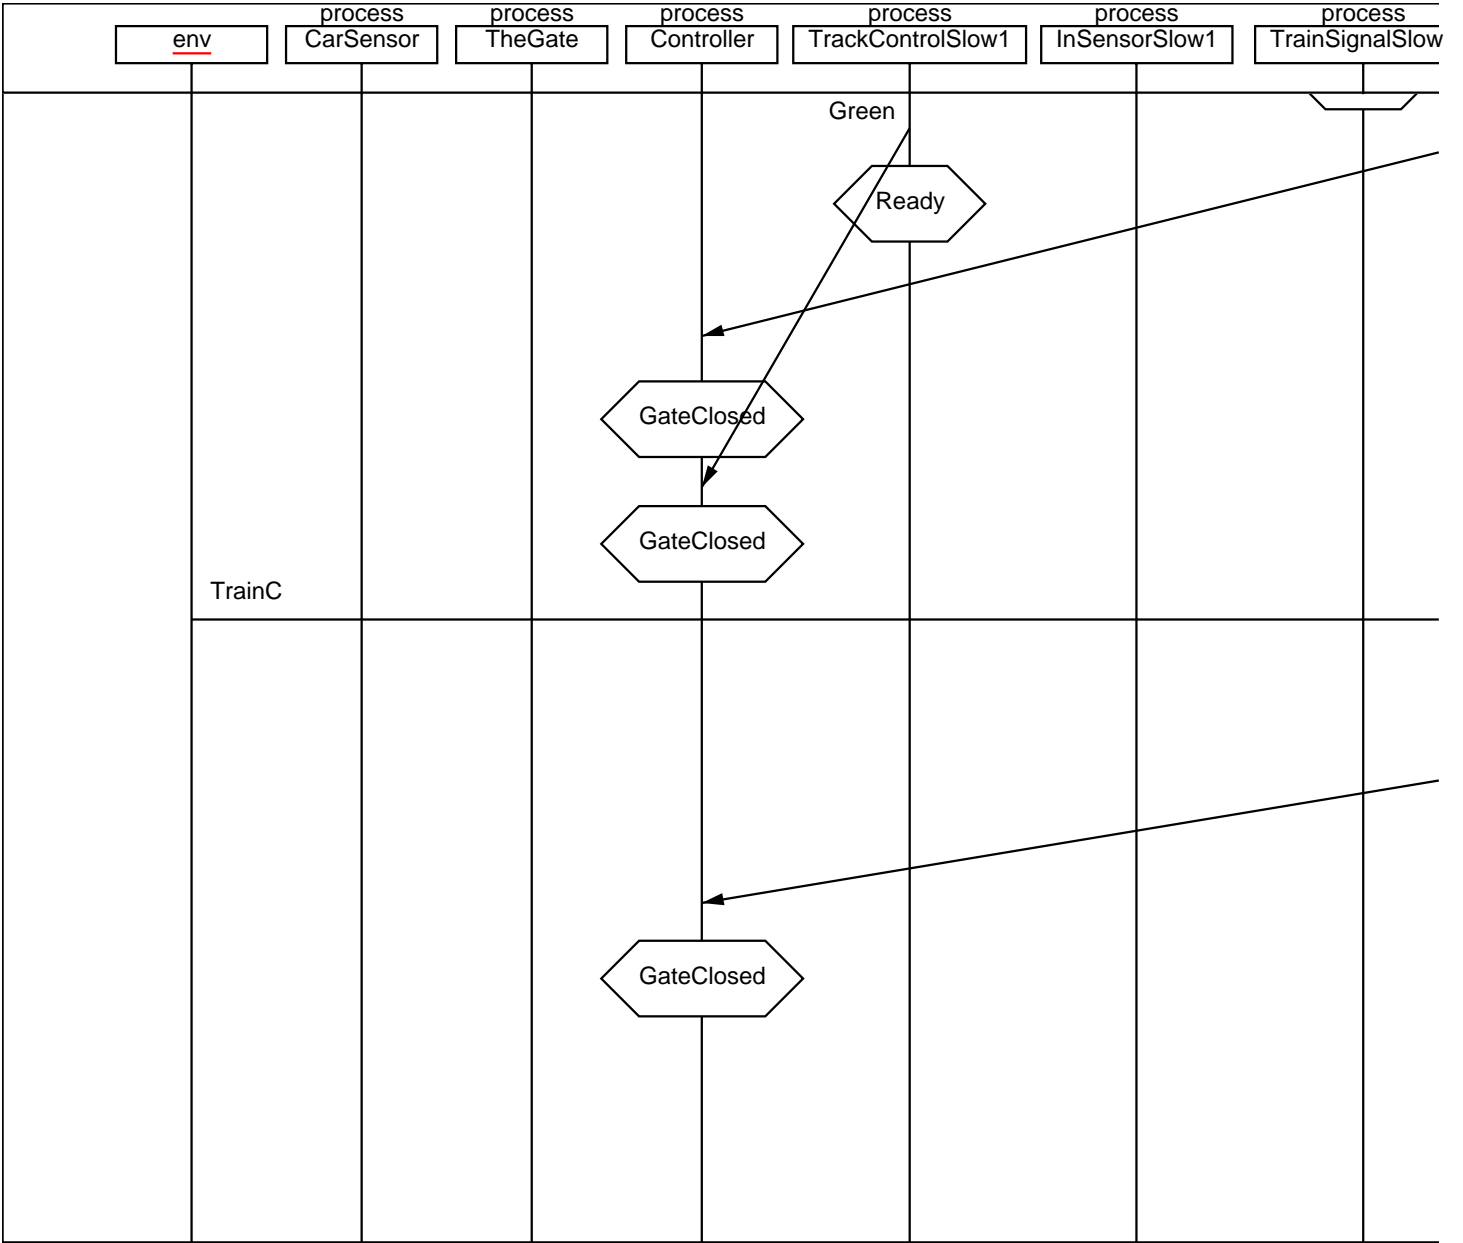 process process process process process process
env CarSensor TheGate Controller TrackControlSlow1 InSensorSlow1 TrainSignalSlow
Green
Ready
GateClosed
GateClosed
TrainC
GateClosed